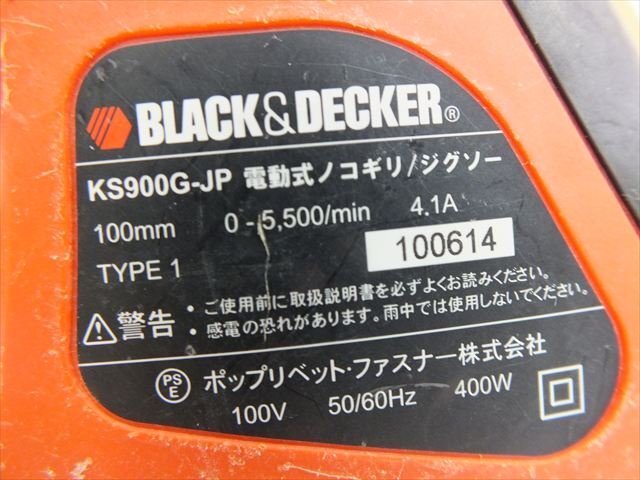 BLACK&DECKER®
KS900G-JP 電動式ノコギリ/ジグソー
100mm 0 - 5,500/min 4.1A
TYPE 1 100614
警告
・ご使用前に取扱説明書を必ずよくお読みください。
・感電の恐れがあります。雨中では使用しないでください。
PS
E
ポップリベット・ファスナー株式会社
100V 50/60Hz 400W